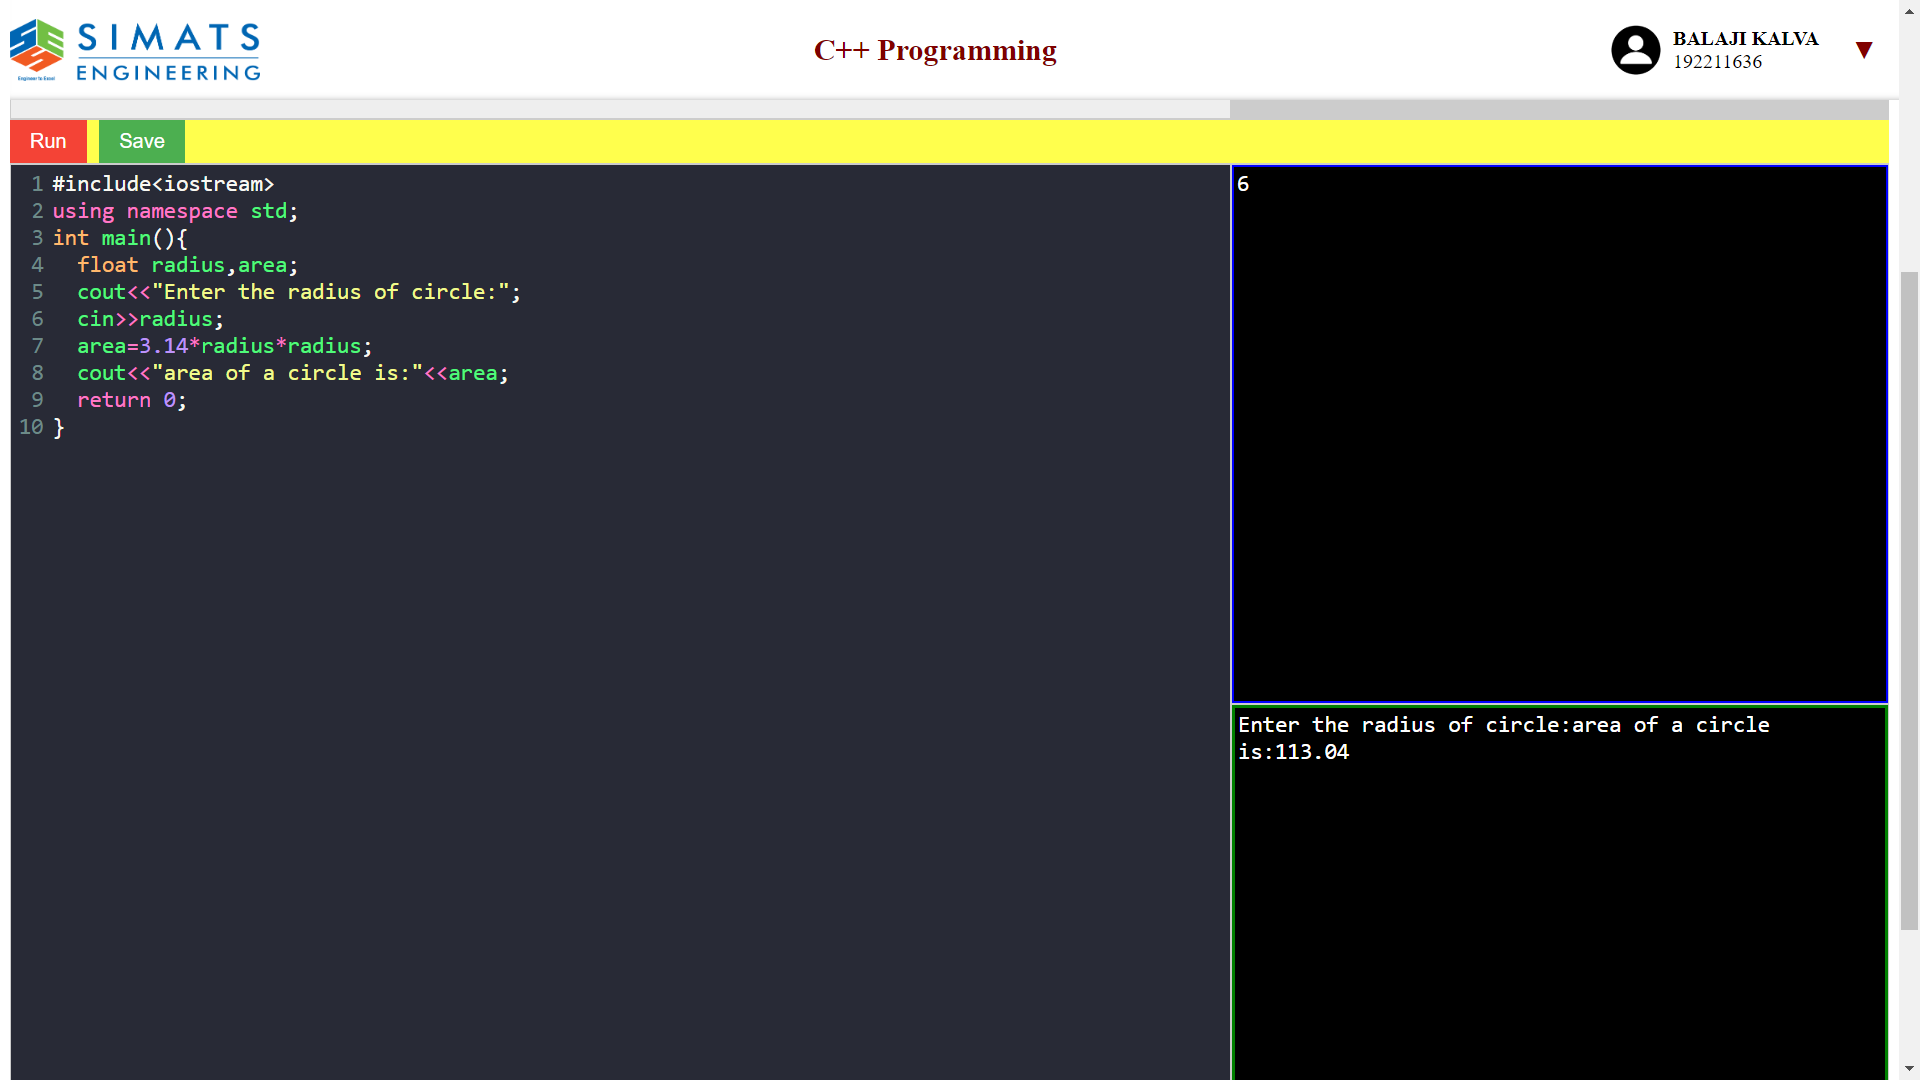 SIMATS
ENGINEERING
Engineer to Excel
C++ Programming
BALAJI KALVA
192211636
▼
Run
Save
1 #include<iostream>
2 using namespace std;
3 int main(){
4   float radius,area;
5   cout<<"Enter the radius of circle:";
6   cin>>radius;
7   area=3.14*radius*radius;
8   cout<<"area of a circle is:"<<area;
9   return 0;
10 }
6
Enter the radius of circle:area of a circle
is:113.04